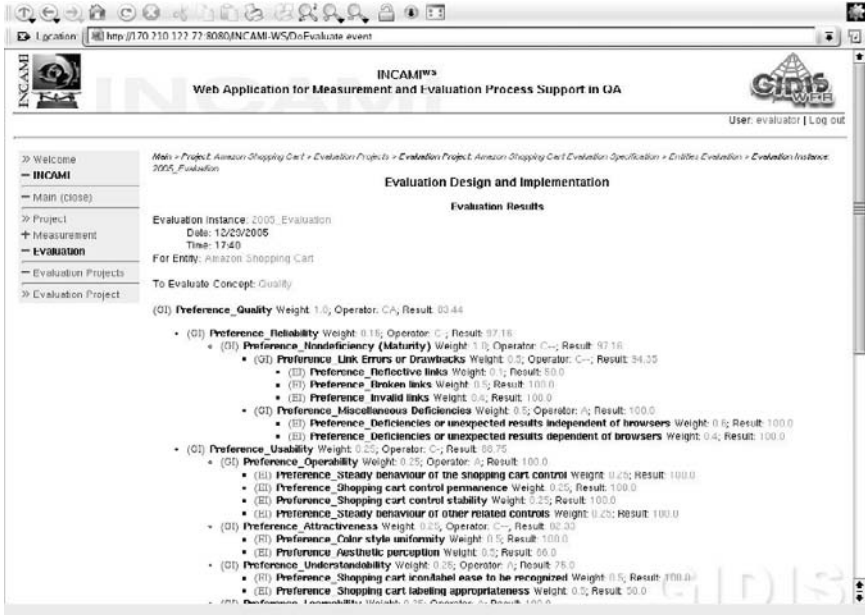 Location: http://170.210.122.72:8080/INCAMI-WS/DoEvaluate.event
INCAMI
INCAMI
INCAMIws
Web Application for Measurement and Evaluation Process Support in QA
GIDIS
WEB
User: evaluator | Log out
» Welcome
INCAMI
Main (close)
» Project
+ Measurement
Evaluation
Evaluation Projects
» Evaluation Project
Main » Project: Amazon Shopping Cart » Evaluation Projects » Evaluation Project: Amazon Shopping Cart Evaluation Specification » Entities Evaluation » Evaluation Instance:
2005_Evaluation
Evaluation Design and Implementation
Evaluation Results
Evaluation Instance: 2005_Evaluation
Date: 12/29/2005
Time: 17:40
For Entity: Amazon Shopping Cart
To Evaluate Concept: Quality
(GI) Preference_Quality Weight: 1.0; Operator: CA; Result: 83.44
(GI) Preference_Reliability Weight: 0.15; Operator: C-; Result: 97.16
(GI) Preference_Nondeficiency (Maturity) Weight: 1.0; Operator: C--; Result: 97.16
(GI) Preference_Link Errors or Drawbacks Weight: 0.5; Operator: C--; Result: 94.35
(EI) Preference_Reflective links Weight: 0.1; Result: 50.0
(EI) Preference_Broken links Weight: 0.5; Result: 100.0
(EI) Preference_Invalid links Weight: 0.4; Result: 100.0
(GI) Preference_Miscellaneous Deficiencies Weight: 0.5; Operator: A; Result: 100.0
(EI) Preference_Deficiencies or unexpected results independent of browsers Weight: 0.6; Result: 100.0
(EI) Preference_Deficiencies or unexpected results dependent of browsers Weight: 0.4; Result: 100.0
(GI) Preference_Usability Weight: 0.25; Operator: C-; Result: 88.75
(GI) Preference_Operability Weight: 0.25; Operator: A; Result: 100.0
(EI) Preference_Steady behaviour of the shopping cart control Weight: 0.25; Result: 100.0
(EI) Preference_Shopping cart control permanence Weight: 0.25; Result: 100.0
(EI) Preference_Shopping cart control stability Weight: 0.25; Result: 100.0
(EI) Preference_Steady behaviour of other related controls Weight: 0.25; Result: 100.0
(GI) Preference_Attractiveness Weight: 0.25; Operator: C--; Result: 82.33
(EI) Preference_Color style uniformity Weight: 0.5; Result: 100.0
(EI) Preference_Aesthetic perception Weight: 0.5; Result: 66.0
(GI) Preference_Understandability Weight: 0.25; Operator: A; Result: 75.0
(EI) Preference_Shopping cart icon/label ease to be recognized Weight: 0.5; Result: 100.0
(EI) Preference_Shopping cart labeling appropriateness Weight: 0.5; Result: 50.0
(GI) Preference_Learnability Weight: 0.25; Operator: A; Result: 100.0
GIDIS